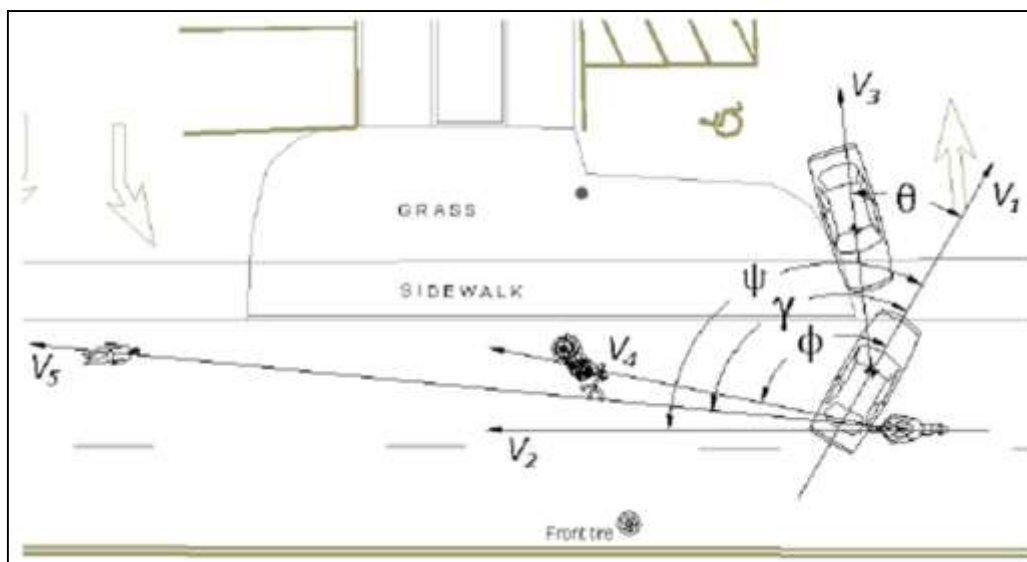 V3
V1
θ
GRASS
ψ
SIDEWALK
γ
V4
ϕ
V5
V2
Front tire